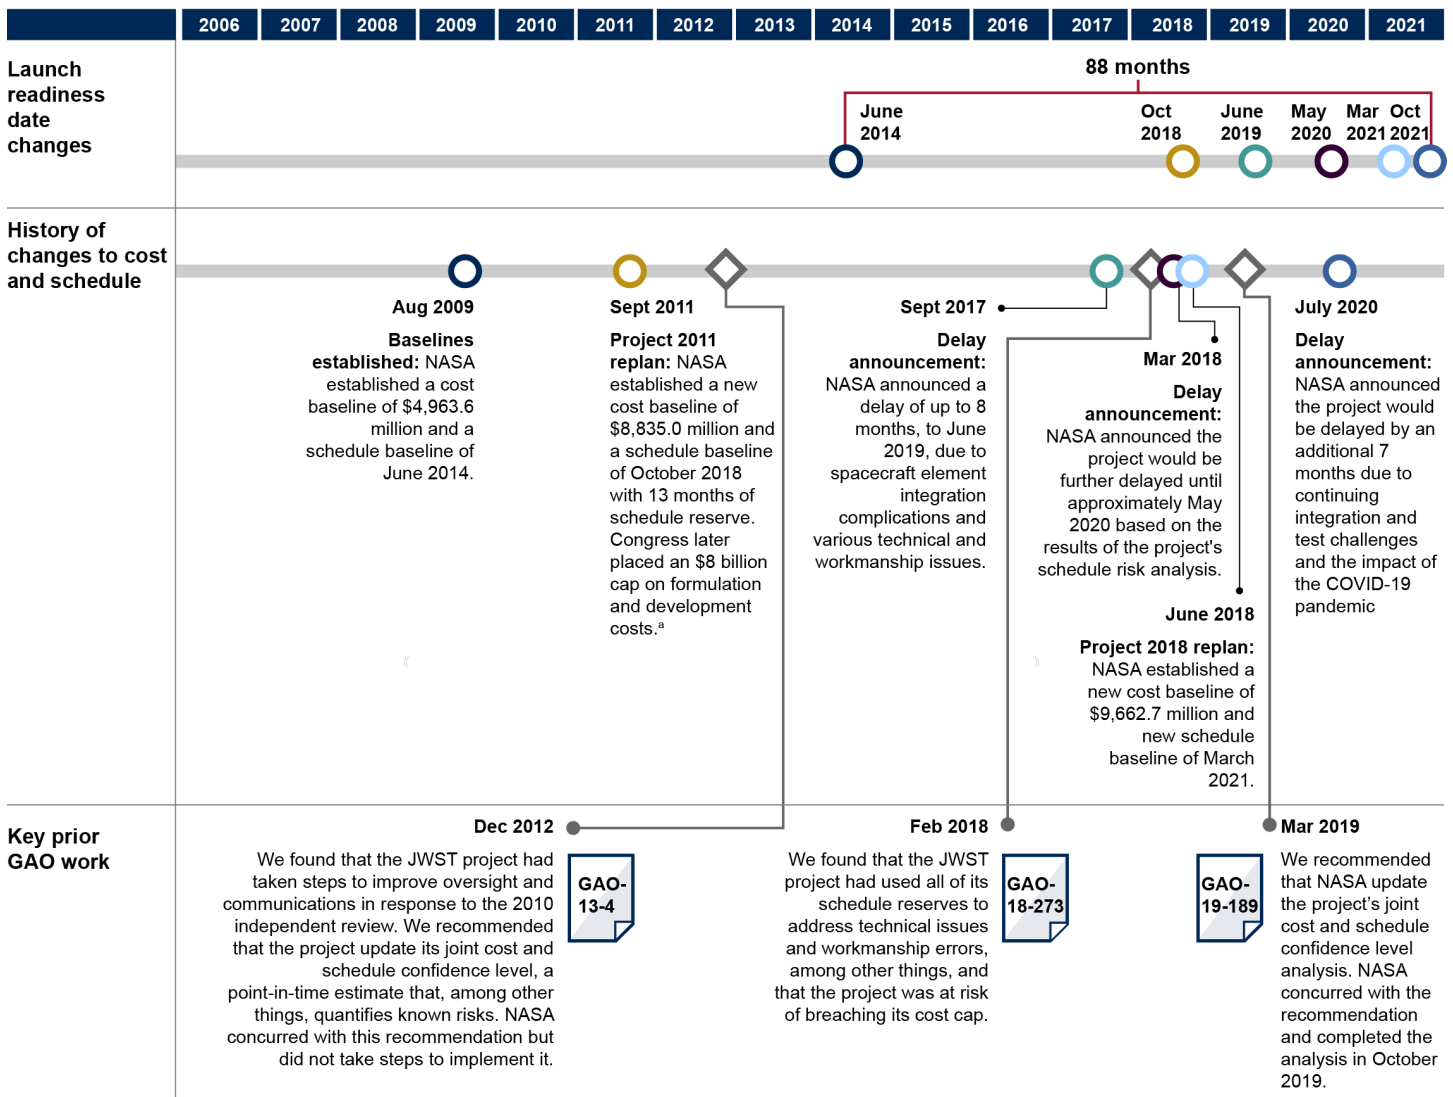 2006 2007 2008 2009 2010 2011 2012 2013 2014 2015 2016 2017 2018 2019 2020 2021
Launch
readiness
date
changes
88 months
June
2014
Oct
2018
June
2019
May
2020
Mar
2021
Oct
2021
History of
changes to cost
and schedule
Aug 2009
Baselines
established: NASA
established a cost
baseline of $4,963.6
million and a
schedule baseline of
June 2014.
Sept 2011
Project 2011
replan: NASA
established a new
cost baseline of
$8,835.0 million and
a schedule baseline
of October 2018
with 13 months of
schedule reserve.
Congress later
placed an $8 billion
cap on formulation
and development
costs.ᵃ
Sept 2017
Delay
announcement:
NASA announced a
delay of up to 8
months, to June
2019, due to
spacecraft element
integration
complications and
various technical and
workmanship issues.
Mar 2018
Delay
announcement:
NASA announced the
project would be
further delayed until
approximately May
2020 based on the
results of the project's
schedule risk analysis.
June 2018
Project 2018 replan:
NASA established a
new cost baseline of
$9,662.7 million and
new schedule
baseline of March
2021.
July 2020
Delay
announcement:
NASA announced
the project would
be delayed by an
additional 7
months due to
continuing
integration and
test challenges
and the impact of
the COVID-19
pandemic
Key prior
GAO work
Dec 2012
We found that the JWST project had
taken steps to improve oversight and
communications in response to the 2010
independent review. We recommended
that the project update its joint cost and
schedule confidence level, a
point-in-time estimate that, among other
things, quantifies known risks. NASA
concurred with this recommendation but
did not take steps to implement it.
GAO-
13-4
Feb 2018
We found that the JWST
project had used all of its
schedule reserves to
address technical issues
and workmanship errors,
among other things, and
that the project was at risk
of breaching its cost cap.
GAO-
18-273
GAO-
19-189
Mar 2019
We recommended
that NASA update
the project’s joint
cost and schedule
confidence level
analysis. NASA
concurred with the
recommendation
and completed the
analysis in October
2019.